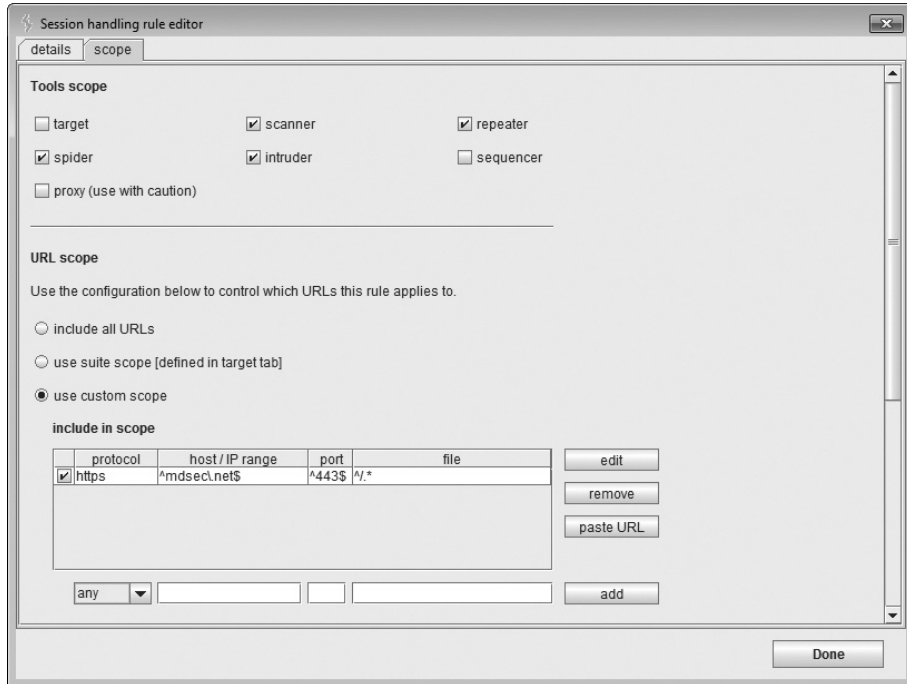 Session handling rule editor
details scope
Tools scope
target scanner repeater
spider intruder sequencer
proxy (use with caution)
URL scope
Use the configuration below to control which URLs this rule applies to.
include all URLs
use suite scope [defined in target tab]
use custom scope
include in scope
protocol host / IP range port file
https ^mdsec\.net$ ^443$ ^/.*
edit
remove
paste URL
any add
Done